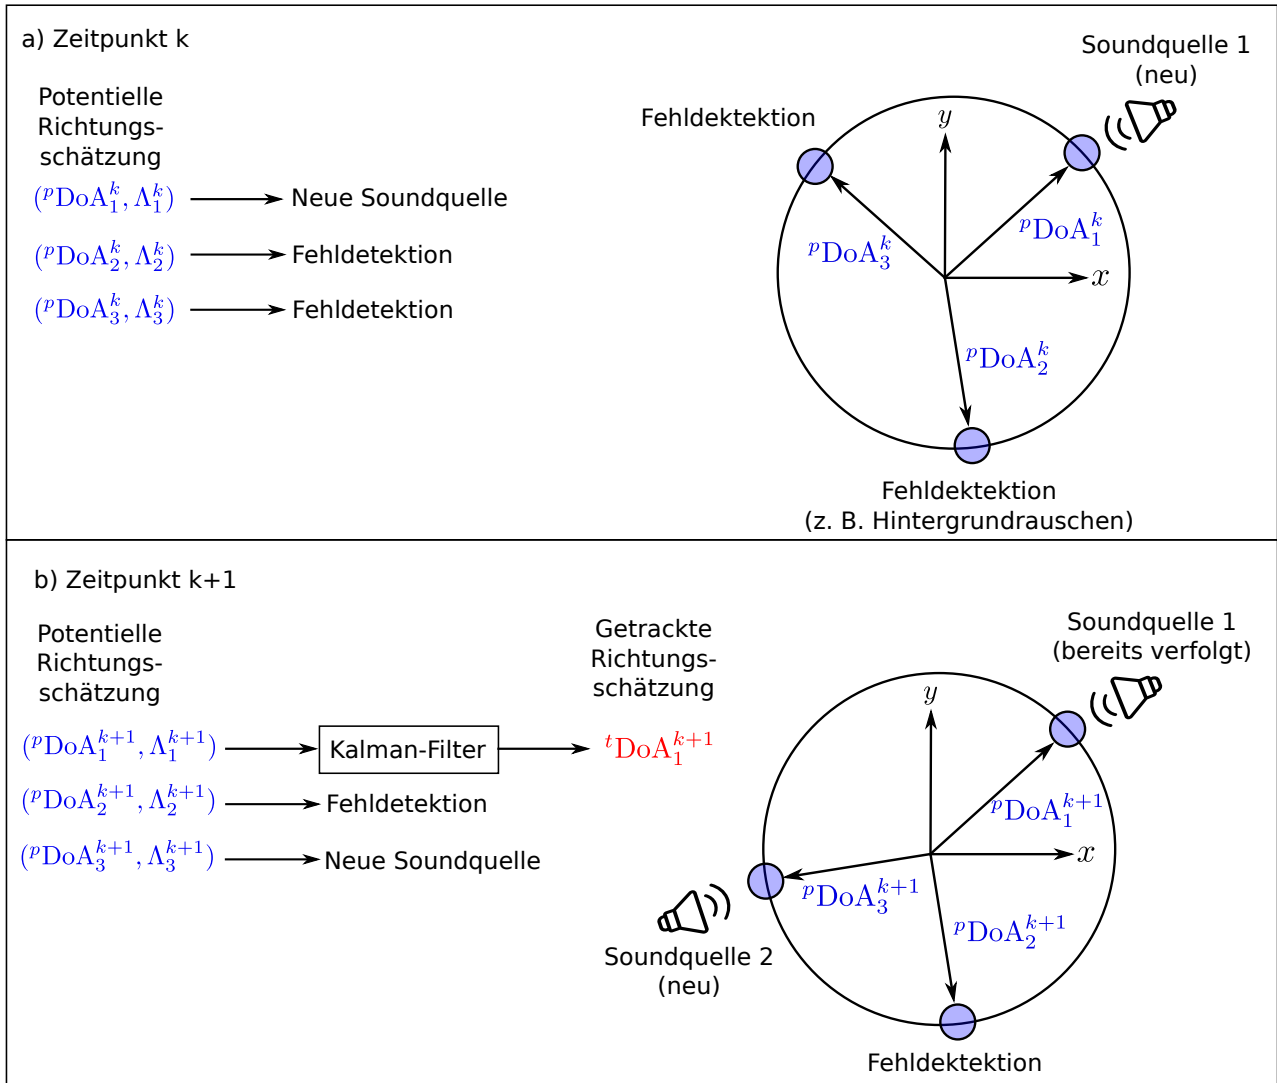 a) Zeitpunkt k
Potentielle
Richtungs-
schätzung
(ᵖDoA₁ᵏ, Λ₁ᵏ)
Neue Soundquelle
(ᵖDoA₂ᵏ, Λ₂ᵏ)
Fehldetektion
(ᵖDoA₃ᵏ, Λ₃ᵏ)
Fehldetektion
Soundquelle 1
(neu)
Fehldektektion
y
ᵖDoA₁ᵏ
ᵖDoA₃ᵏ
x
ᵖDoA₂ᵏ
Fehldektektion
(z. B. Hintergrundrauschen)
b) Zeitpunkt k+1
Potentielle
Richtungs-
schätzung
Getrackte
Richtungs-
schätzung
(ᵖDoA₁ᵏ⁺¹, Λ₁ᵏ⁺¹)
Kalman-Filter
ᵗDoA₁ᵏ⁺¹
(ᵖDoA₂ᵏ⁺¹, Λ₂ᵏ⁺¹)
Fehldetektion
(ᵖDoA₃ᵏ⁺¹, Λ₃ᵏ⁺¹)
Neue Soundquelle
Soundquelle 1
(bereits verfolgt)
y
ᵖDoA₁ᵏ⁺¹
x
ᵖDoA₃ᵏ⁺¹
ᵖDoA₂ᵏ⁺¹
Soundquelle 2
(neu)
Fehldektektion